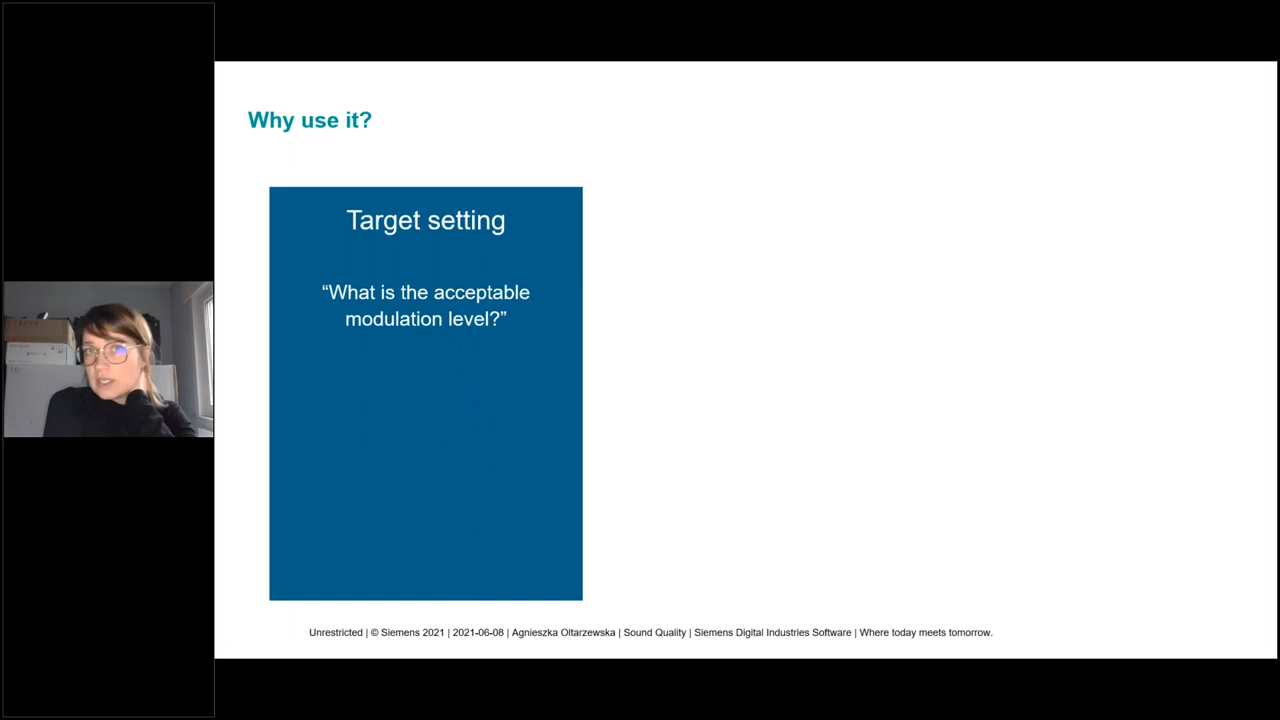 Why use it?
Target setting
“What is the acceptable
modulation level?”
Unrestricted | © Siemens 2021 | 2021-06-08 | Agnieszka Oltarzewska | Sound Quality | Siemens Digital Industries Software | Where today meets tomorrow.